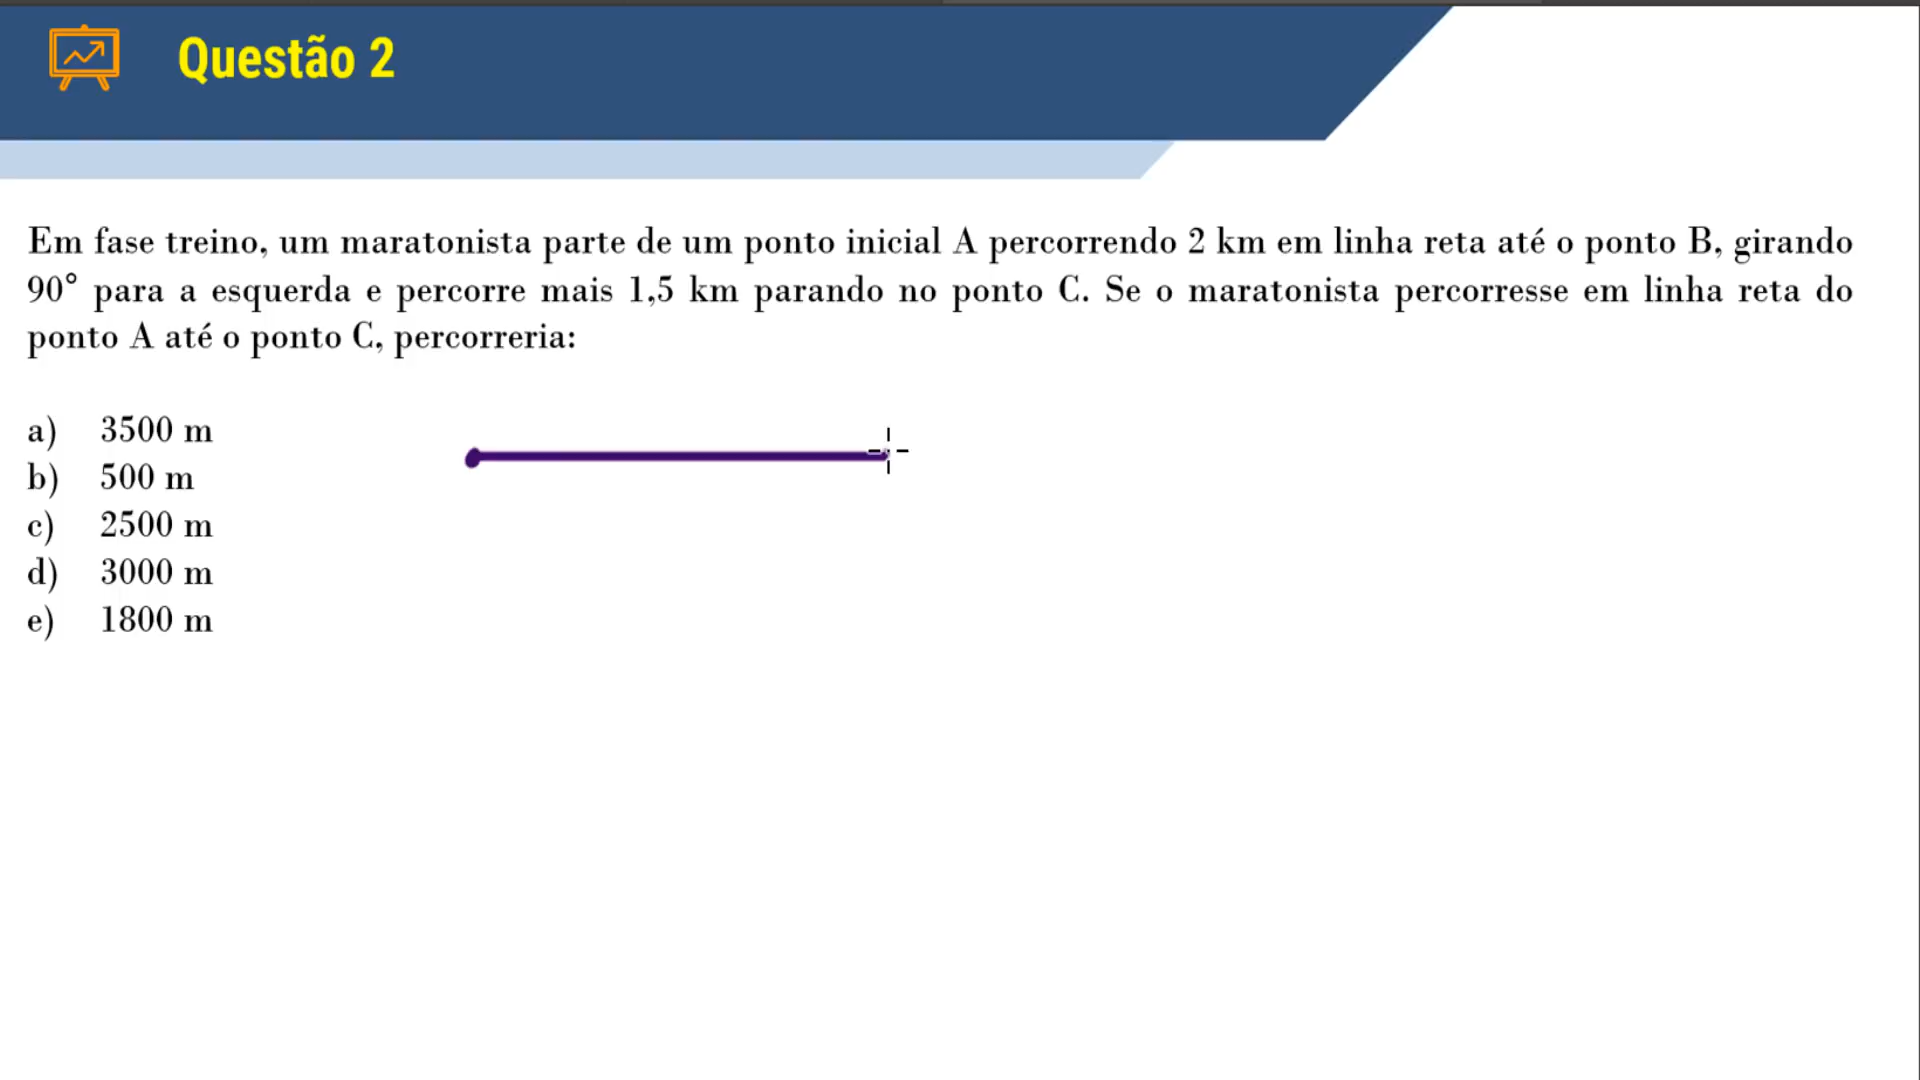 Questão 2
Em fase treino, um maratonista parte de um ponto inicial A percorrendo 2 km em linha reta até o ponto B, girando
90° para a esquerda e percorre mais 1,5 km parando no ponto C. Se o maratonista percorresse em linha reta do
ponto A até o ponto C, percorreria:
a) 3500 m
b) 500 m
c) 2500 m
d) 3000 m
e) 1800 m